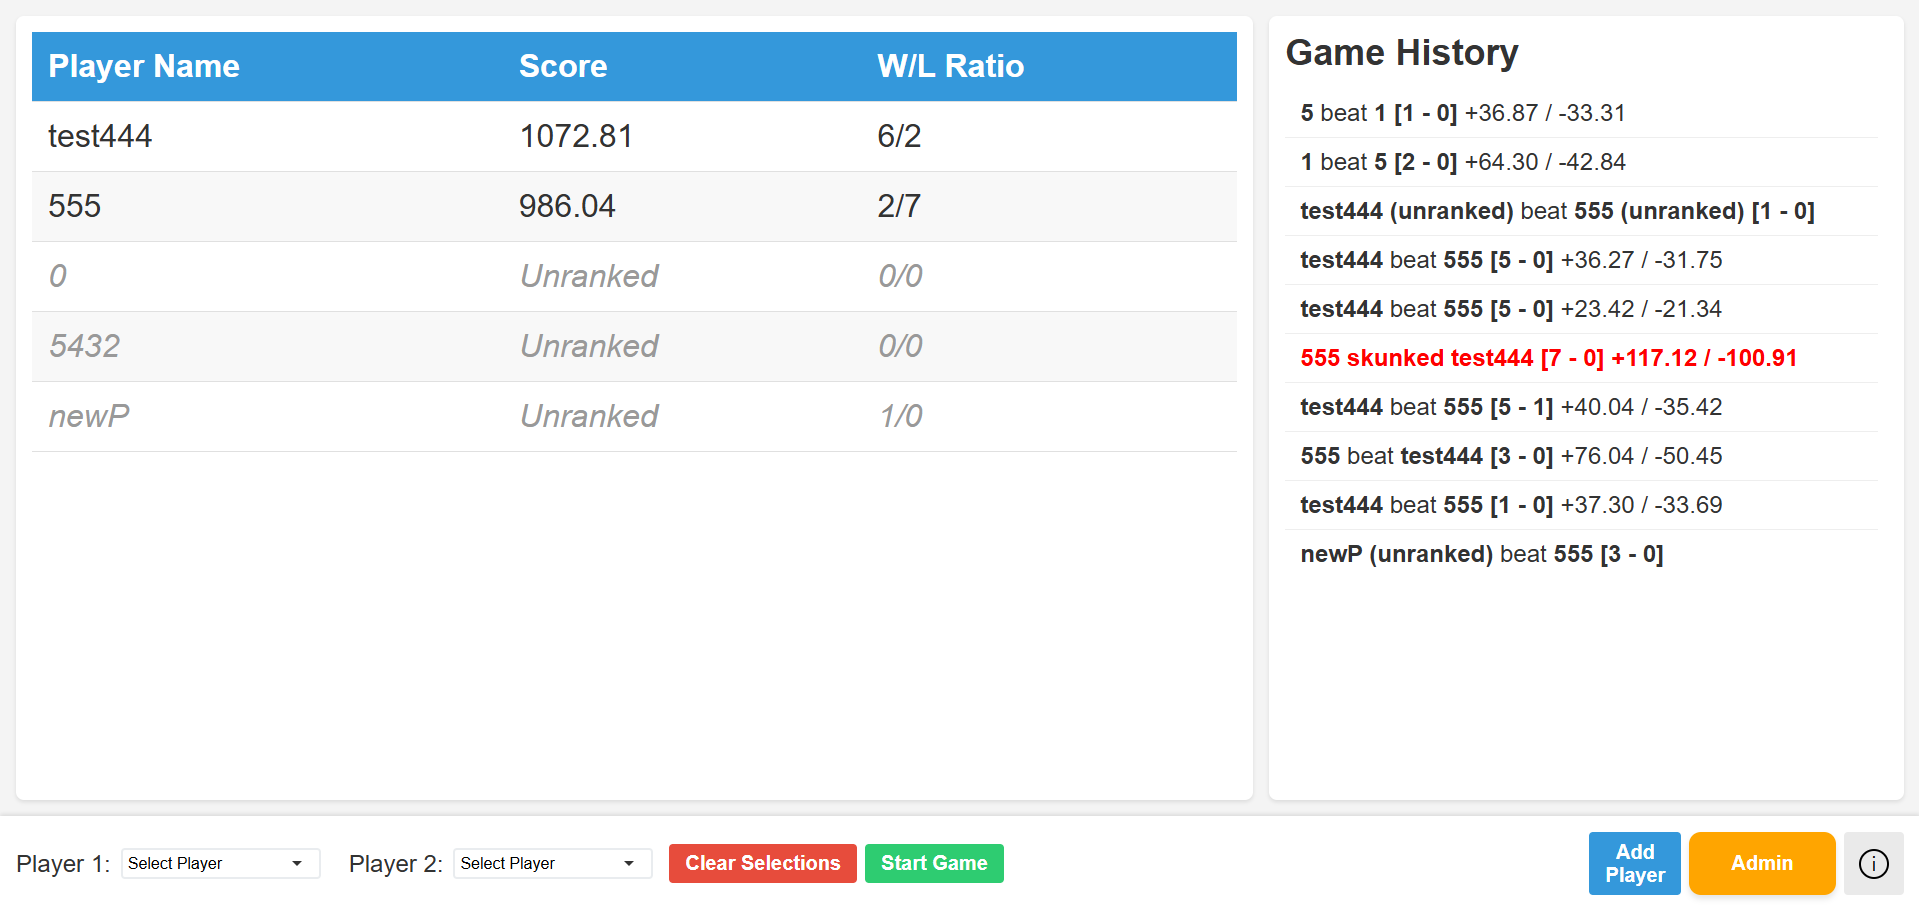 Player Name Score W/L Ratio
test444 1072.81 6/2
555 986.04 2/7
0 Unranked 0/0
5432 Unranked 0/0
newP Unranked 1/0
Game History
5 beat 1 [1 - 0] +36.87 / -33.31
1 beat 5 [2 - 0] +64.30 / -42.84
test444 (unranked) beat 555 (unranked) [1 - 0]
test444 beat 555 [5 - 0] +36.27 / -31.75
test444 beat 555 [5 - 0] +23.42 / -21.34
555 skunked test444 [7 - 0] +117.12 / -100.91
test444 beat 555 [5 - 1] +40.04 / -35.42
555 beat test444 [3 - 0] +76.04 / -50.45
test444 beat 555 [1 - 0] +37.30 / -33.69
newP (unranked) beat 555 [3 - 0]
Player 1: Select Player Player 2: Select Player Clear Selections Start Game
Add
Player
Admin
i